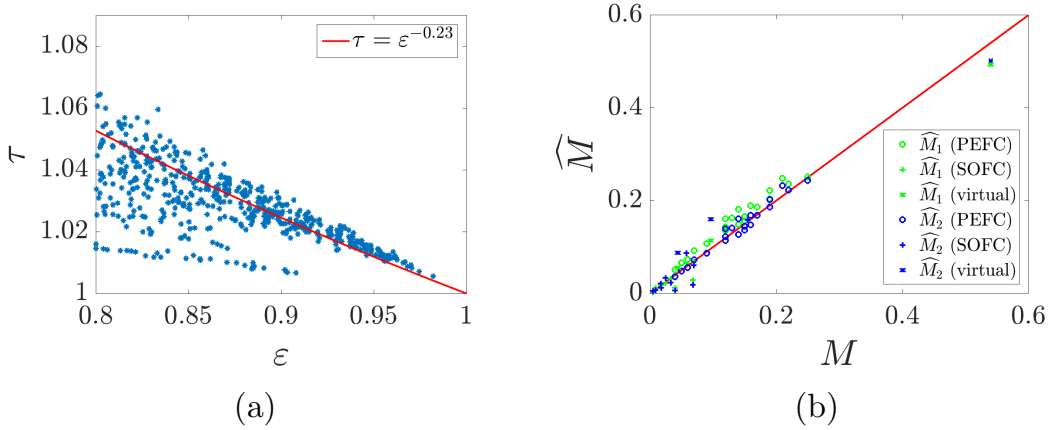 1.08
1.06
1.04
1.02
1
τ
τ = ε^{-0.23}
0.8 0.85 0.9 0.95 1
ε
(a)
0.6
0.4
0.2
0
M̂
M̂₁ (PEFC)
M̂₁ (SOFC)
M̂₁ (virtual)
M̂₂ (PEFC)
M̂₂ (SOFC)
M̂₂ (virtual)
0 0.2 0.4 0.6
M
(b)